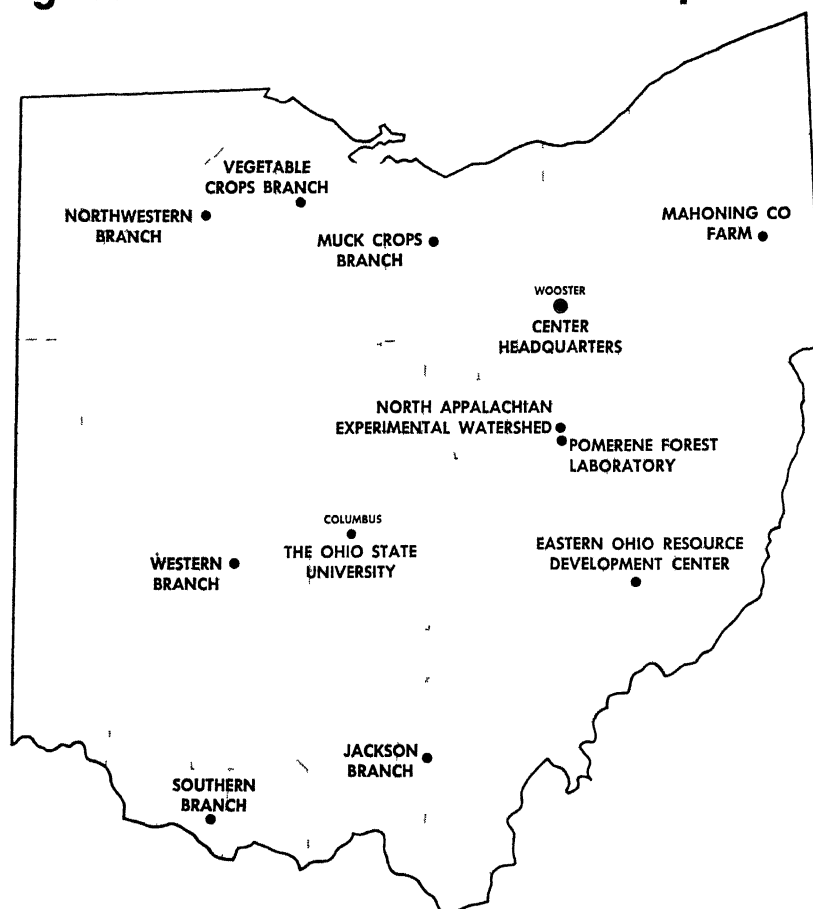 VEGETABLE
CROPS BRANCH
NORTHWESTERN
BRANCH
MUCK CROPS
BRANCH
MAHONING CO
FARM
WOOSTER
CENTER
HEADQUARTERS
NORTH APPALACHIAN
EXPERIMENTAL WATERSHED
POMERENE FOREST
LABORATORY
COLUMBUS
THE OHIO STATE
UNIVERSITY
EASTERN OHIO RESOURCE
DEVELOPMENT CENTER
WESTERN
BRANCH
JACKSON
BRANCH
SOUTHERN
BRANCH